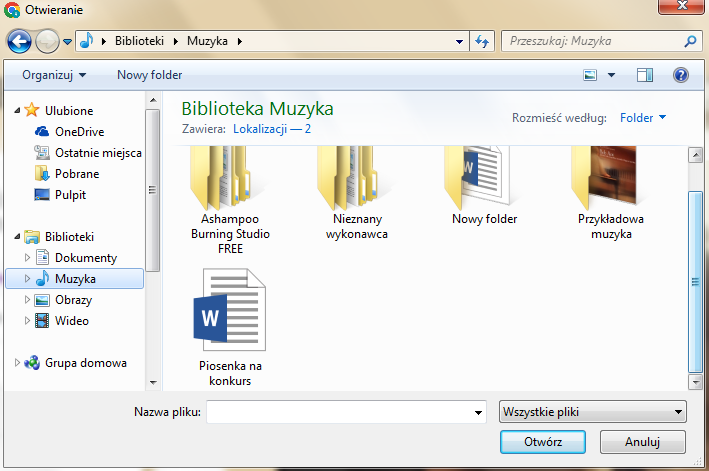 Otwieranie
Biblioteki Muzyka
Przeszukaj: Muzyka
Organizuj Nowy folder
Ulubione
OneDrive
Ostatnie miejsca
Pobrane
Pulpit
Biblioteki
Dokumenty
Muzyka
Obrazy
Wideo
Grupa domowa
Biblioteka Muzyka
Zawiera: Lokalizacji — 2
Rozmieść według: Folder
Ashampoo
Burning Studio
FREE
Nieznany
wykonawca
Nowy folder
Przykładowa
muzyka
W
Piosenka na
konkurs
Nazwa pliku:
Wszystkie pliki
Otwórz Anuluj